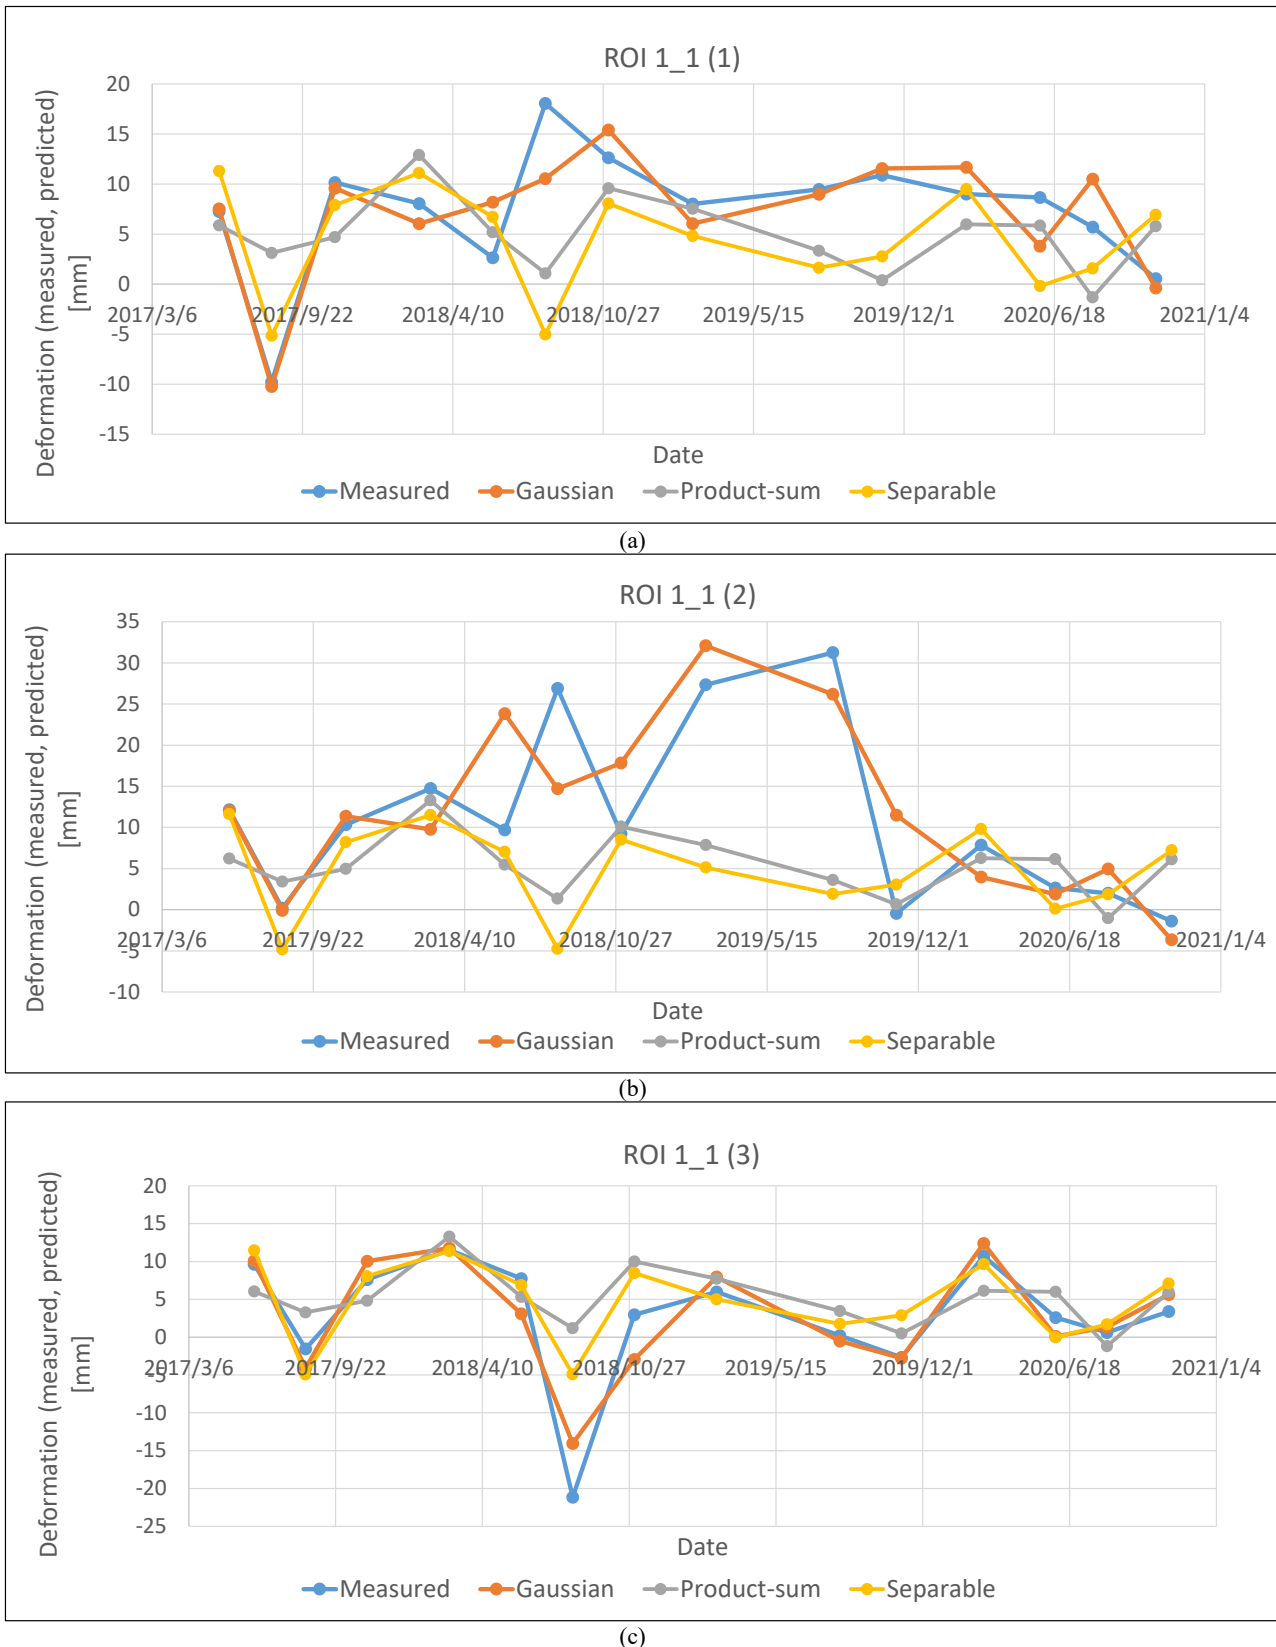 ROI 1_1 (1)
Deformation (measured, predicted)
[mm]
20
15
10
5
0
-5
-10
-15
2017/3/6 2017/9/22 2018/4/10 2018/10/27 2019/5/15 2019/12/1 2020/6/18 2021/1/4
Date
Measured Gaussian Product-sum Separable
(a)
ROI 1_1 (2)
Deformation (measured, predicted)
[mm]
35
30
25
20
15
10
5
0
-5
-10
2017/3/6 2017/9/22 2018/4/10 2018/10/27 2019/5/15 2019/12/1 2020/6/18 2021/1/4
Date
Measured Gaussian Product-sum Separable
(b)
ROI 1_1 (3)
Deformation (measured, predicted)
[mm]
20
15
10
5
0
-5
-10
-15
-20
-25
2017/3/6 2017/9/22 2018/4/10 2018/10/27 2019/5/15 2019/12/1 2020/6/18 2021/1/4
Date
Measured Gaussian Product-sum Separable
(c)